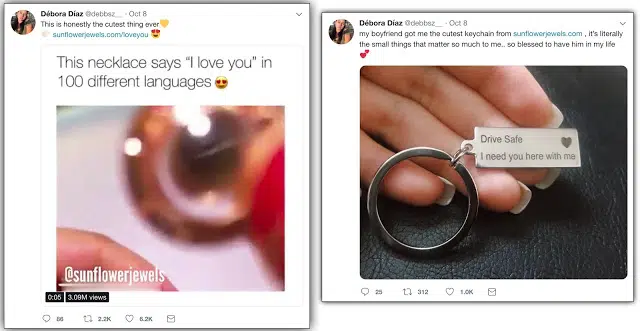 Débora Díaz @debbsz__ · Oct 8
This is honestly the cutest thing ever💛
👉🏻 sunflowerjewels.com/loveyou 😍
This necklace says “I love you” in
100 different languages 😍
@sunflowerjewels
0:05 3.09M views
86 2.2K 6.2K
Débora Díaz @debbsz__ · Oct 8
my boyfriend got me the cutest keychain from sunflowerjewels.com , it's literally
the small things that matter so much to me.. so blessed to have him in my life
💕
Drive Safe
I need you here with me
25 312 1.0K